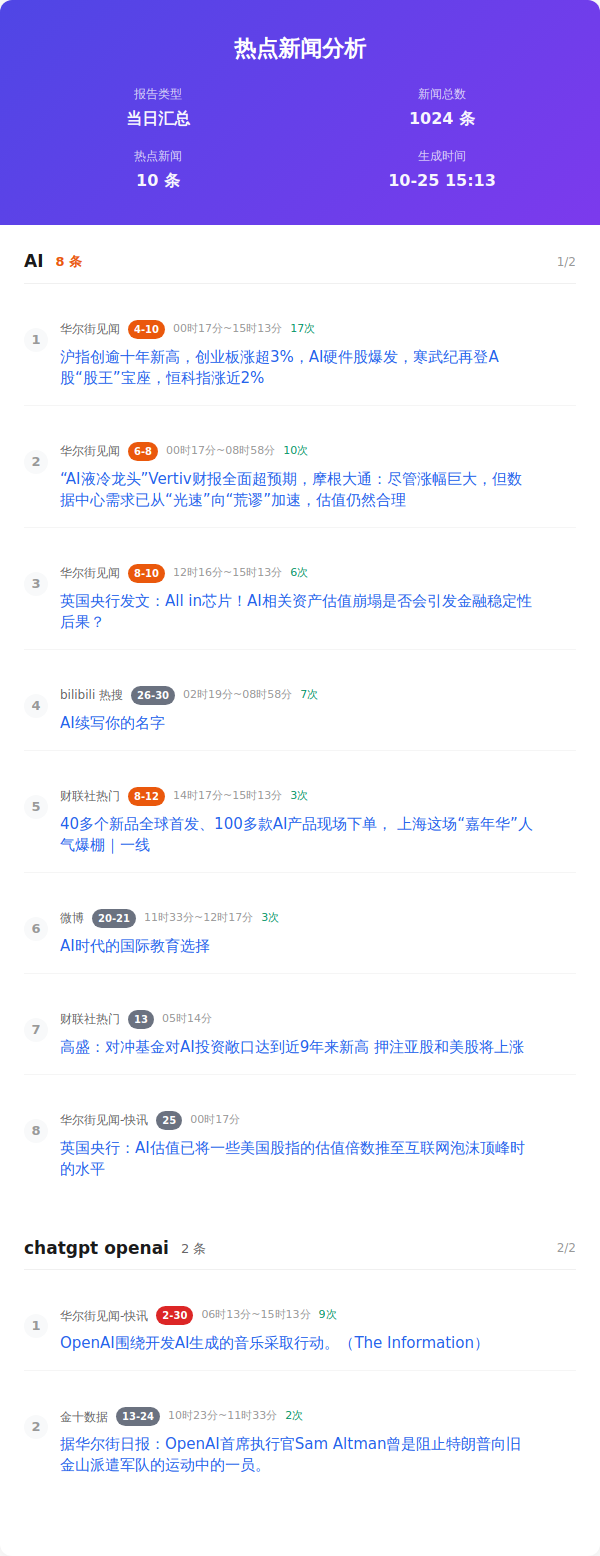 热点新闻分析
报告类型
当日汇总
新闻总数
1024 条
热点新闻
10 条
生成时间
10-25 15:13
AI 8 条 1/2
1
华尔街见闻 4-10 00时17分~15时13分 17次
沪指创逾十年新高，创业板涨超3%，AI硬件股爆发，寒武纪再登A
股“股王”宝座，恒科指涨近2%
2
华尔街见闻 6-8 00时17分~08时58分 10次
“AI液冷龙头”Vertiv财报全面超预期，摩根大通：尽管涨幅巨大，但数
据中心需求已从“光速”向“荒谬”加速，估值仍然合理
3
华尔街见闻 8-10 12时16分~15时13分 6次
英国央行发文：All in芯片！AI相关资产估值崩塌是否会引发金融稳定性
后果？
4
bilibili 热搜 26-30 02时19分~08时58分 7次
AI续写你的名字
5
财联社热门 8-12 14时17分~15时13分 3次
40多个新品全球首发、100多款AI产品现场下单， 上海这场“嘉年华”人
气爆棚｜一线
6
微博 20-21 11时33分~12时17分 3次
AI时代的国际教育选择
7
财联社热门 13 05时14分
高盛：对冲基金对AI投资敞口达到近9年来新高 押注亚股和美股将上涨
8
华尔街见闻-快讯 25 00时17分
英国央行：AI估值已将一些美国股指的估值倍数推至互联网泡沫顶峰时
的水平
chatgpt openai 2 条 2/2
1
华尔街见闻-快讯 2-30 06时13分~15时13分 9次
OpenAI围绕开发AI生成的音乐采取行动。（The Information）
2
金十数据 13-24 10时23分~11时33分 2次
据华尔街日报：OpenAI首席执行官Sam Altman曾是阻止特朗普向旧
金山派遣军队的运动中的一员。